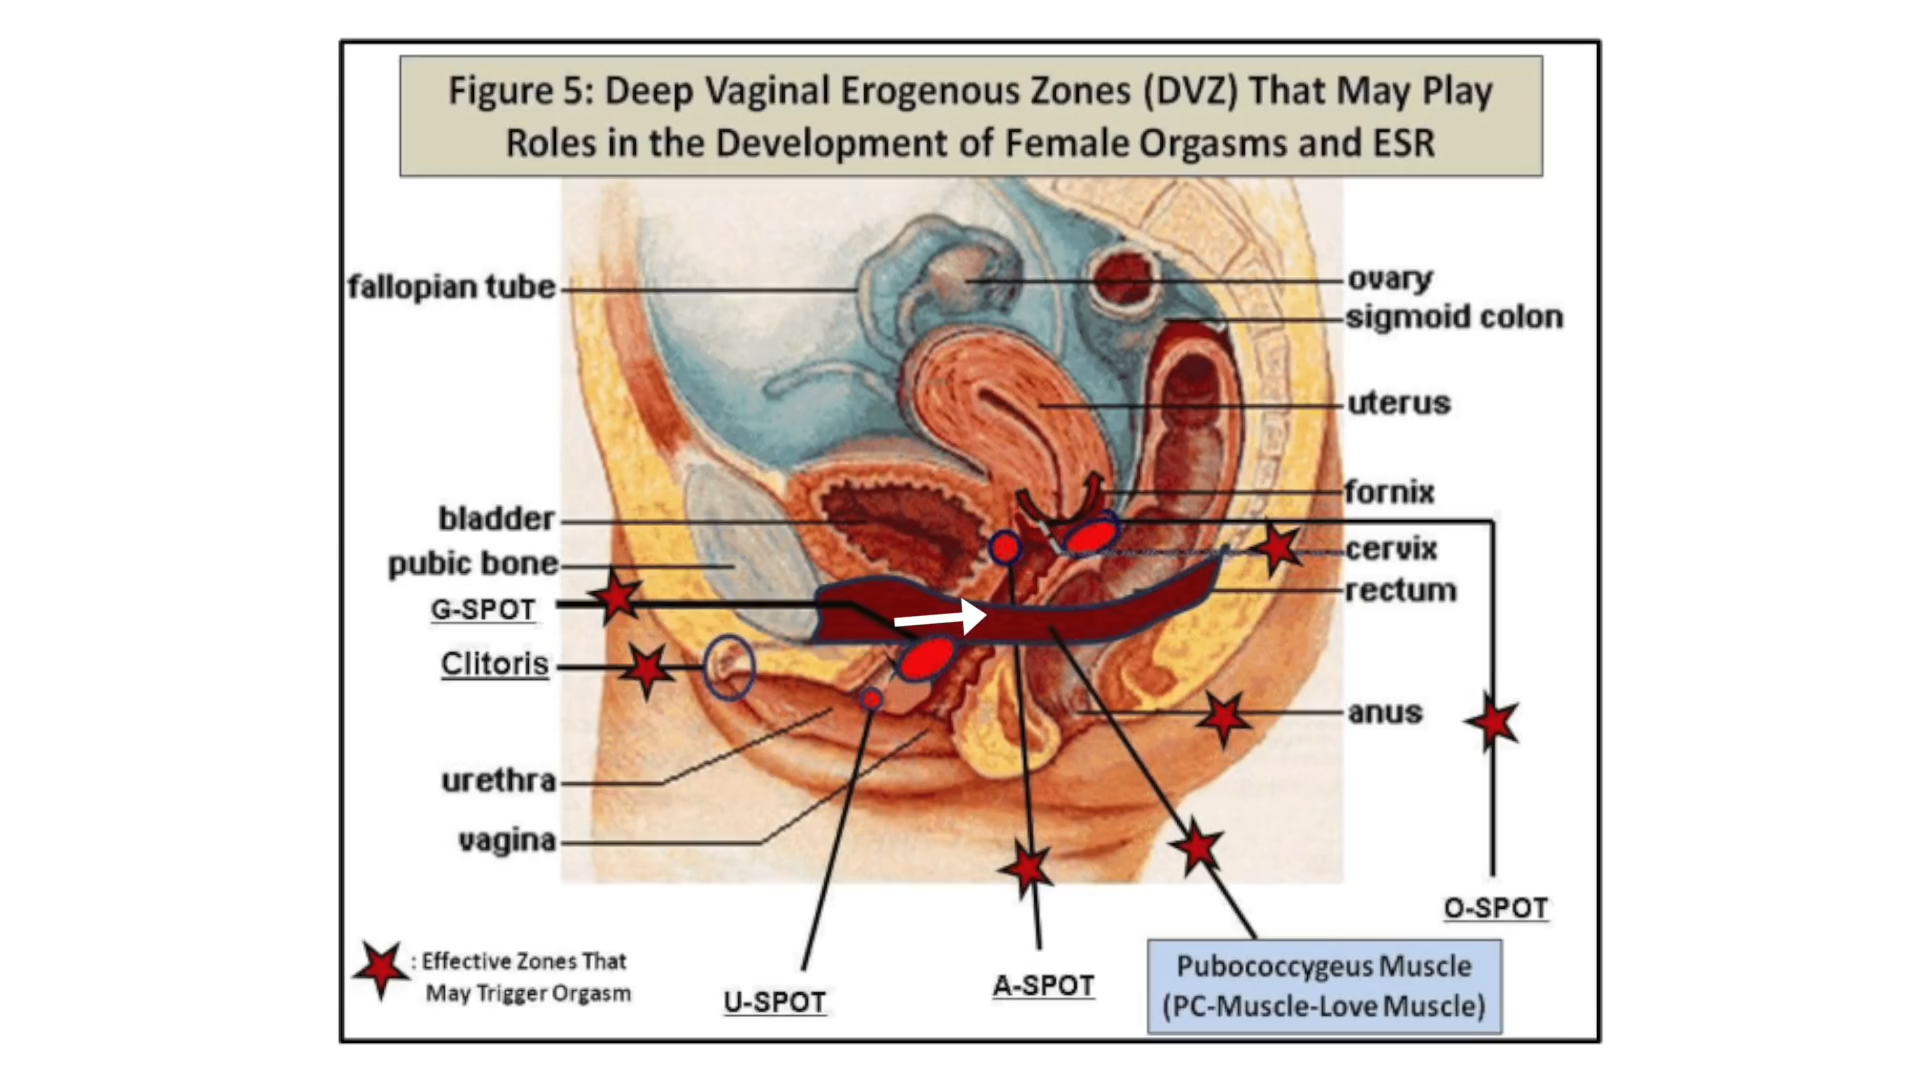 Figure 5: Deep Vaginal Erogenous Zones (DVZ) That May Play
Roles in the Development of Female Orgasms and ESR
fallopian tube
ovary
sigmoid colon
uterus
fornix
bladder
cervix
pubic bone
rectum
G-SPOT
Clitoris
anus
urethra
vagina
O-SPOT
: Effective Zones That
May Trigger Orgasm
U-SPOT
A-SPOT
Pubococcygeus Muscle
(PC-Muscle-Love Muscle)